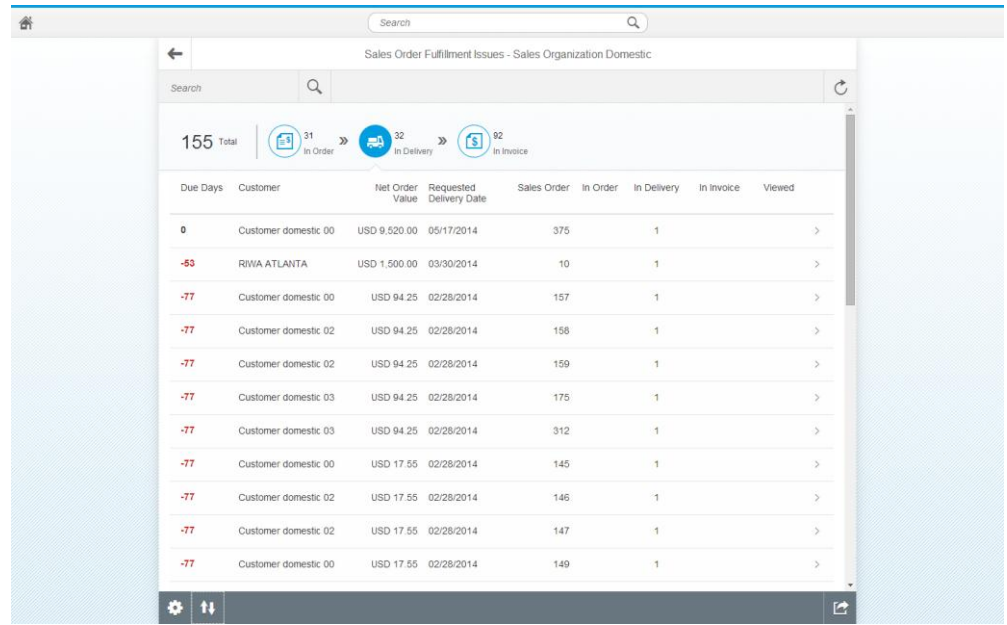 Search
Sales Order Fulfillment Issues - Sales Organization Domestic
Search
155 Total
31
In Order
32
In Delivery
92
In Invoice
Due Days Customer Net Order Value Requested Delivery Date Sales Order In Order In Delivery In Invoice Viewed
0 Customer domestic 00 USD 9,520.00 05/17/2014 375 1
-53 RIWA ATLANTA USD 1,500.00 03/30/2014 10 1
-77 Customer domestic 00 USD 94.25 02/28/2014 157 1
-77 Customer domestic 02 USD 94.25 02/28/2014 158 1
-77 Customer domestic 02 USD 94.25 02/28/2014 159 1
-77 Customer domestic 03 USD 94.25 02/28/2014 175 1
-77 Customer domestic 03 USD 94.25 02/28/2014 312 1
-77 Customer domestic 00 USD 17.55 02/28/2014 145 1
-77 Customer domestic 02 USD 17.55 02/28/2014 146 1
-77 Customer domestic 02 USD 17.55 02/28/2014 147 1
-77 Customer domestic 00 USD 17.55 02/28/2014 149 1